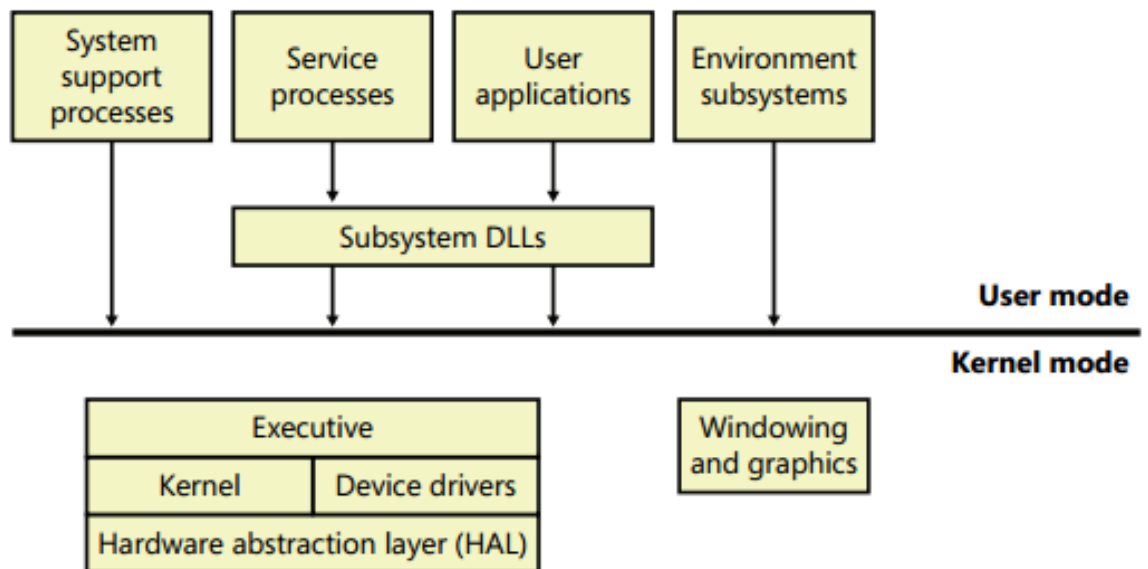 System
support
processes
Service
processes
User
applications
Environment
subsystems
Subsystem DLLs
User mode
Kernel mode
Executive
Kernel
Device drivers
Hardware abstraction layer (HAL)
Windowing
and graphics